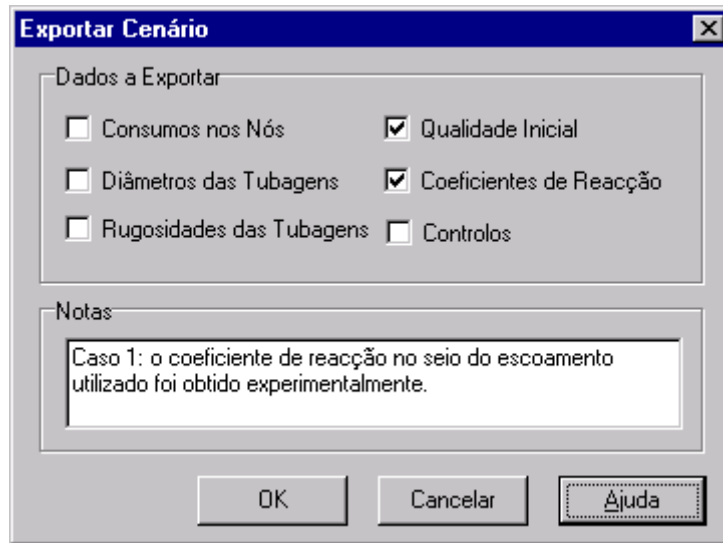 Exportar Cenário
Dados a Exportar
Consumos nos Nós
Qualidade Inicial
Diâmetros das Tubagens
Coeficientes de Reacção
Rugosidades das Tubagens
Controlos
Notas
Caso 1: o coeficiente de reacção no seio do escoamento
utilizado foi obtido experimentalmente.
OK
Cancelar
Ajuda